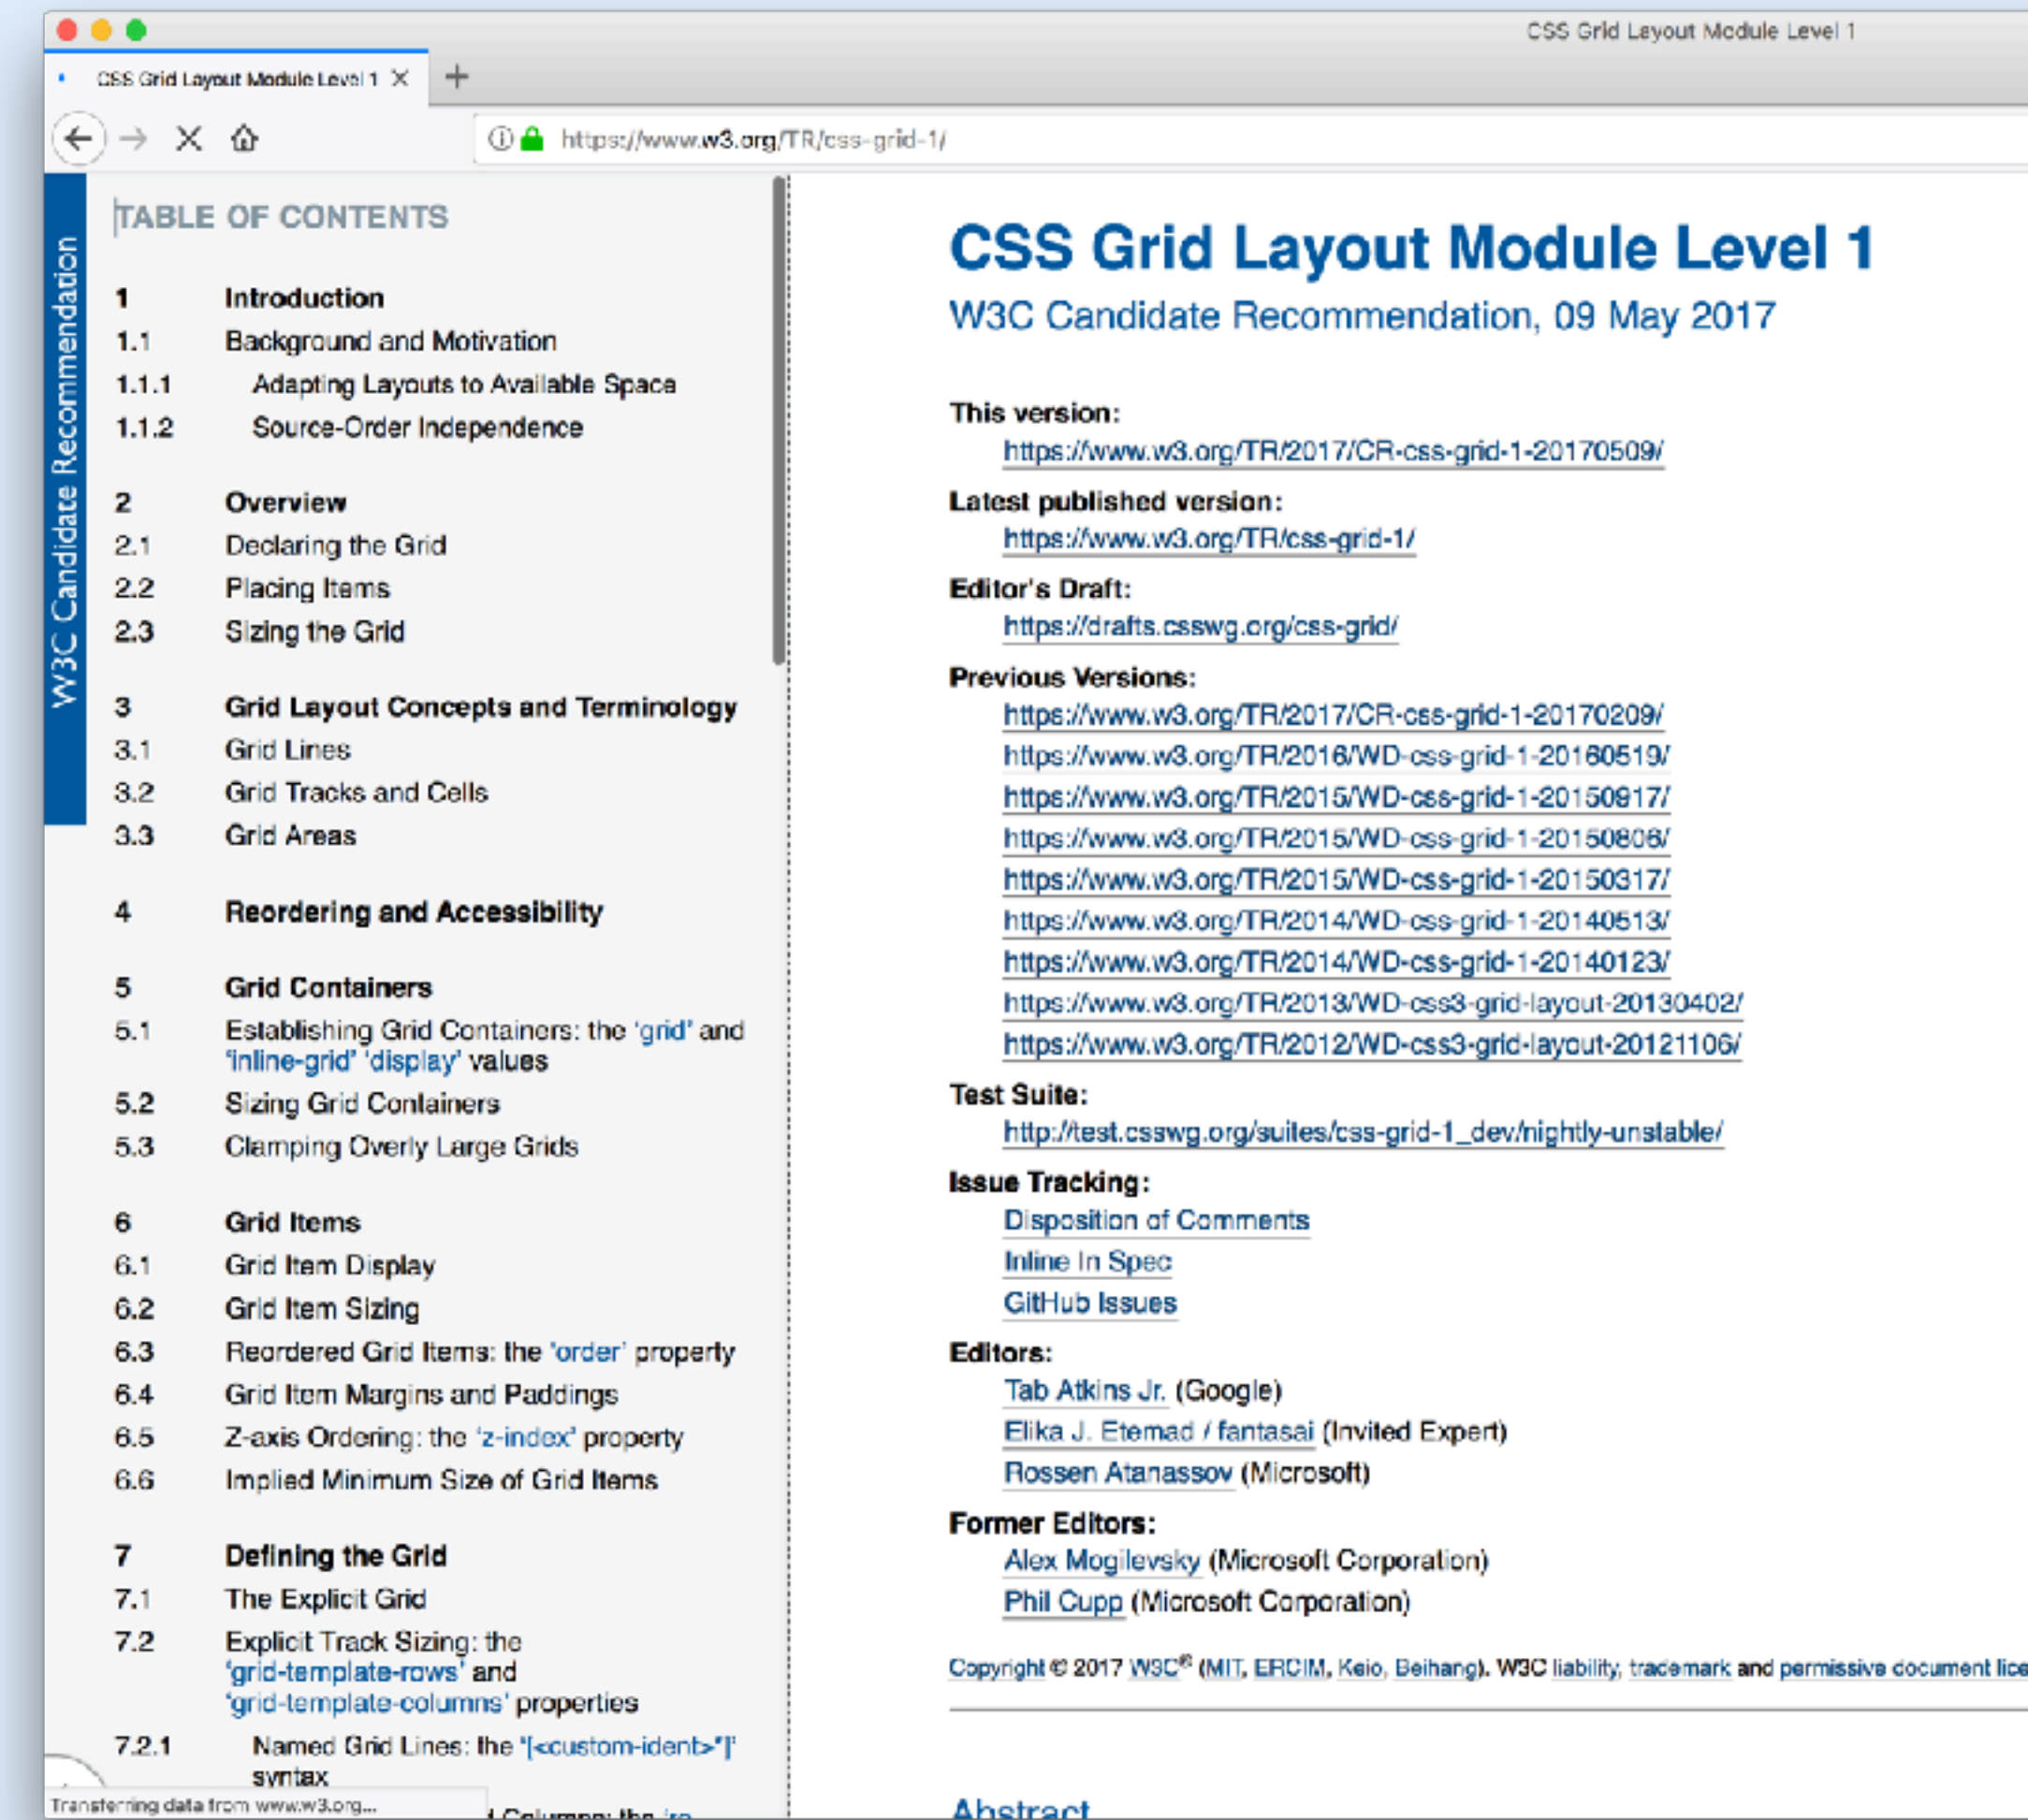 CSS Grid Layout Module Level 1
CSS Grid Layout Module Level 1
https://www.w3.org/TR/css-grid-1/
W3C Candidate Recommendation
TABLE OF CONTENTS
1 Introduction
1.1 Background and Motivation
1.1.1 Adapting Layouts to Available Space
1.1.2 Source-Order Independence
2 Overview
2.1 Declaring the Grid
2.2 Placing Items
2.3 Sizing the Grid
3 Grid Layout Concepts and Terminology
3.1 Grid Lines
3.2 Grid Tracks and Cells
3.3 Grid Areas
4 Reordering and Accessibility
5 Grid Containers
5.1 Establishing Grid Containers: the ‘grid’ and
‘inline-grid’ ‘display’ values
5.2 Sizing Grid Containers
5.3 Clamping Overly Large Grids
6 Grid Items
6.1 Grid Item Display
6.2 Grid Item Sizing
6.3 Reordered Grid Items: the ‘order’ property
6.4 Grid Item Margins and Paddings
6.5 Z-axis Ordering: the ‘z-index’ property
6.6 Implied Minimum Size of Grid Items
7 Defining the Grid
7.1 The Explicit Grid
7.2 Explicit Track Sizing: the
‘grid-template-rows’ and
‘grid-template-columns’ properties
7.2.1 Named Grid Lines: the ‘[<custom-ident>*]’
syntax
Columns: the ‘re
Transferring data from www.w3.org...
CSS Grid Layout Module Level 1
W3C Candidate Recommendation, 09 May 2017
This version:
https://www.w3.org/TR/2017/CR-css-grid-1-20170509/
Latest published version:
https://www.w3.org/TR/css-grid-1/
Editor's Draft:
https://drafts.csswg.org/css-grid/
Previous Versions:
https://www.w3.org/TR/2017/CR-css-grid-1-20170209/
https://www.w3.org/TR/2016/WD-css-grid-1-20160519/
https://www.w3.org/TR/2015/WD-css-grid-1-20150917/
https://www.w3.org/TR/2015/WD-css-grid-1-20150806/
https://www.w3.org/TR/2015/WD-css-grid-1-20150317/
https://www.w3.org/TR/2014/WD-css-grid-1-20140513/
https://www.w3.org/TR/2014/WD-css-grid-1-20140123/
https://www.w3.org/TR/2013/WD-css3-grid-layout-20130402/
https://www.w3.org/TR/2012/WD-css3-grid-layout-20121106/
Test Suite:
http://test.csswg.org/suites/css-grid-1_dev/nightly-unstable/
Issue Tracking:
Disposition of Comments
Inline In Spec
GitHub Issues
Editors:
Tab Atkins Jr. (Google)
Elika J. Etemad / fantasai (Invited Expert)
Rossen Atanassov (Microsoft)
Former Editors:
Alex Mogilevsky (Microsoft Corporation)
Phil Cupp (Microsoft Corporation)
Copyright © 2017 W3C® (MIT, ERCIM, Keio, Beihang). W3C liability, trademark and permissive document lice
Abstract